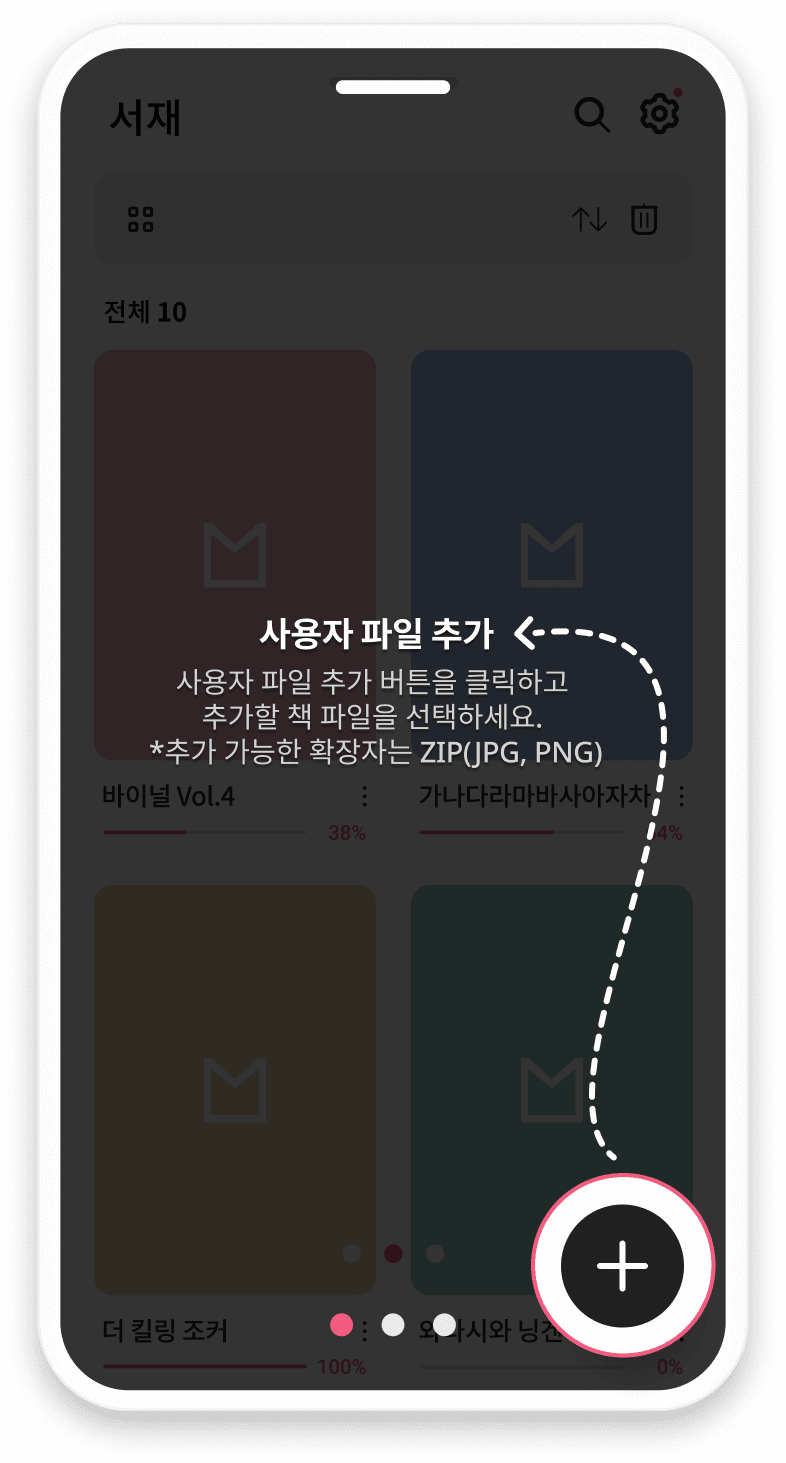 서재
전체 10
사용자 파일 추가
사용자 파일 추가 버튼을 클릭하고
추가할 책 파일을 선택하세요.
*추가 가능한 확장자는 ZIP(JPG, PNG)
바이널 Vol.4
가나다라마바사아자차
38%
4%
더 킬링 조커
와타시와 닝겐
100%
0%